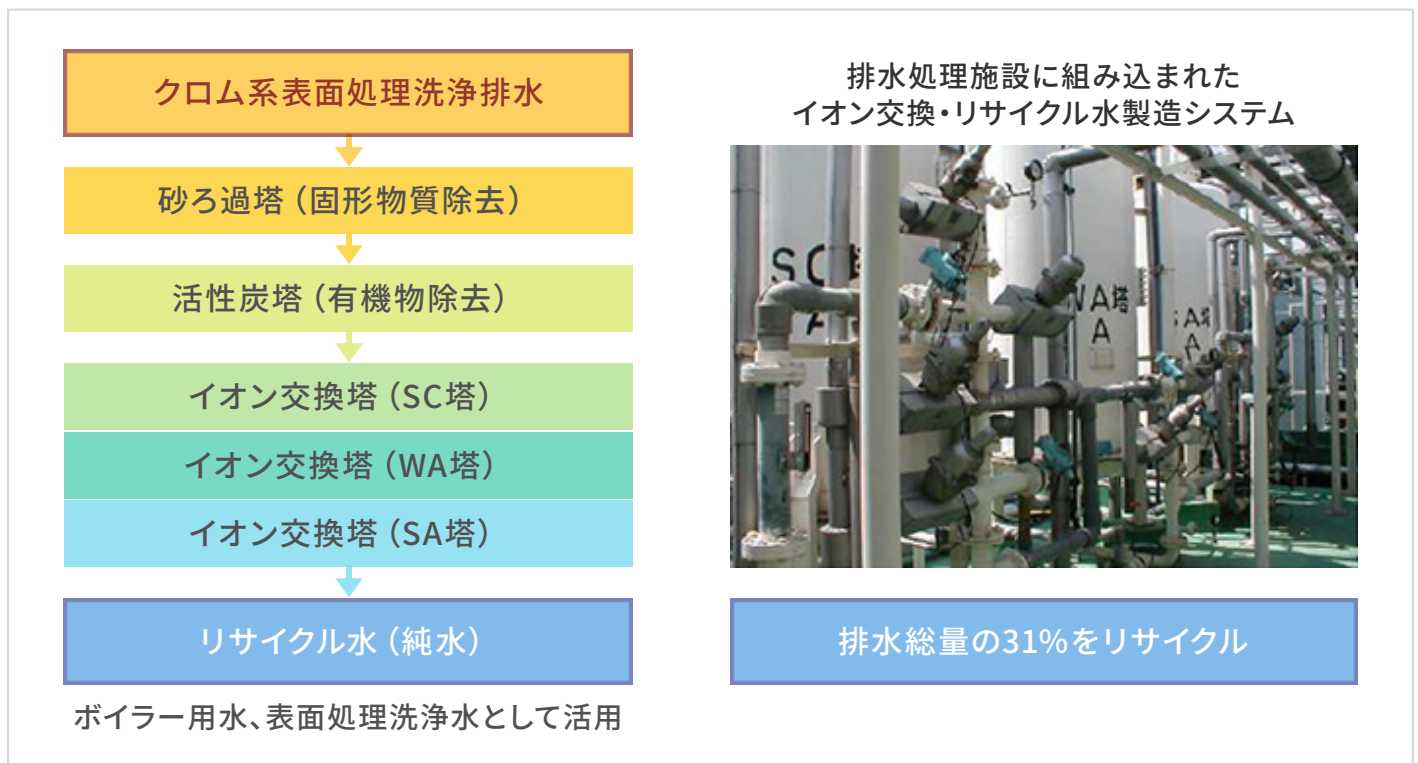 クロム系表面処理洗浄排水
砂ろ過塔（固形物質除去）
活性炭塔（有機物除去）
イオン交換塔（SC塔）
イオン交換塔（WA塔）
イオン交換塔（SA塔）
リサイクル水（純水）
ボイラー用水、表面処理洗浄水として活用
排水処理施設に組み込まれた
イオン交換・リサイクル水製造システム
SC塔
A
WA塔
A
SA塔
A
排水総量の31%をリサイクル